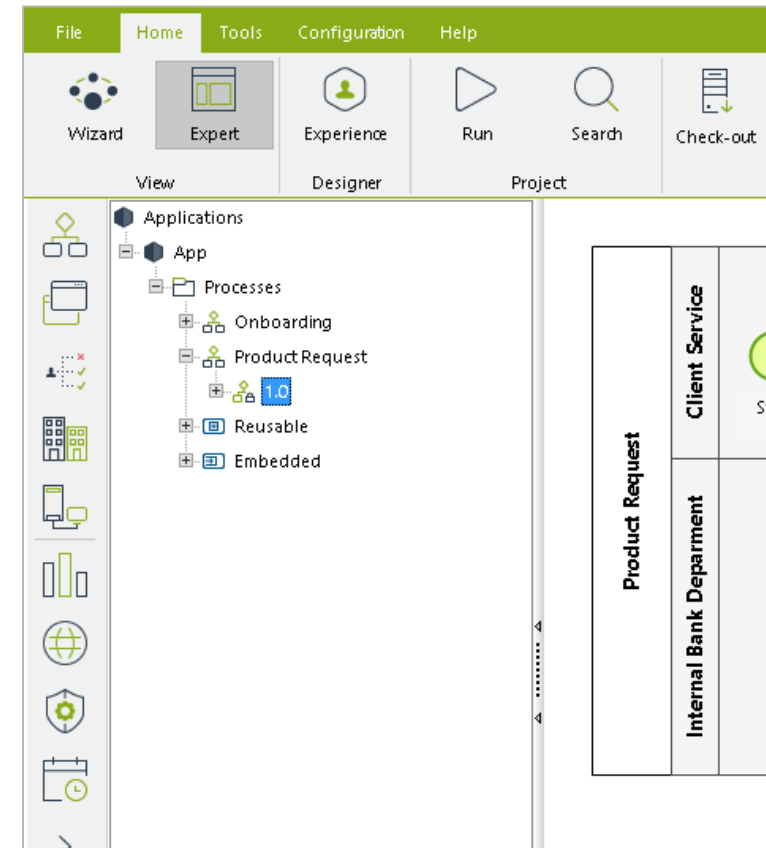 File Home Tools Configuration Help
Wizard Expert Experience Run Search Check-out
View Designer Project
Applications
App
Processes
Onboarding
Product Request
1.0
Reusable
Embedded
Product Request
Client Service
Internal Bank Deparment